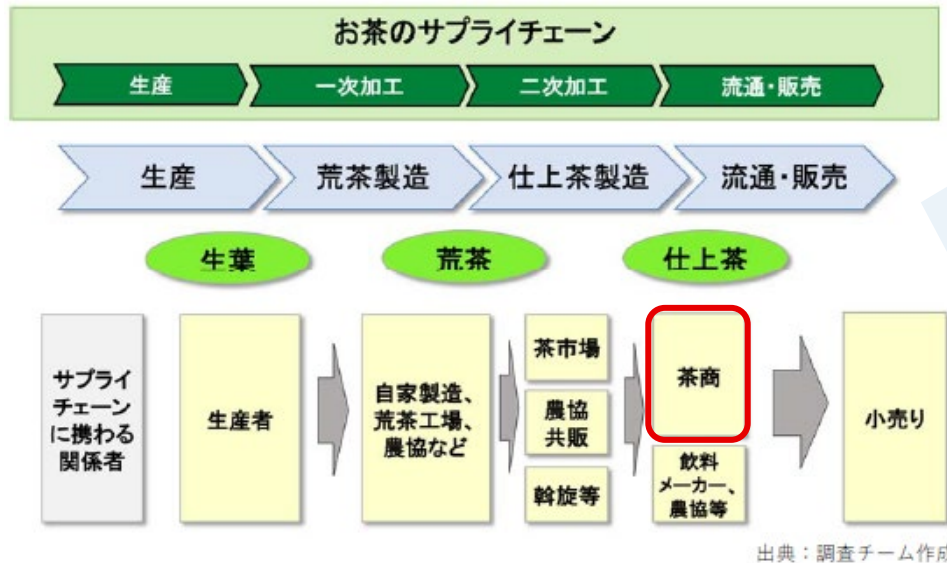 お茶のサプライチェーン
生産
一次加工
二次加工
流通・販売
生産
荒茶製造
仕上茶製造
流通・販売
生葉
荒茶
仕上茶
サプライ
チェーン
に携わる
関係者
生産者
自家製造、
荒茶工場、
農協など
茶市場
農協
共販
斡旋等
茶商
飲料
メーカー、
農協等
小売り
出典：調査チーム作成